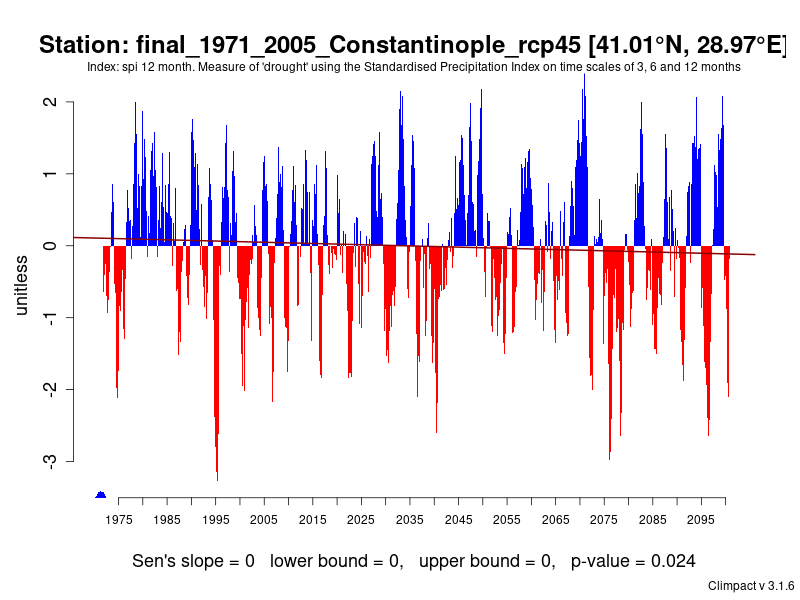 Station: final_1971_2005_Constantinople_rcp45 [41.01°N, 28.97°E]
Index: spi 12 month. Measure of 'drought' using the Standardised Precipitation Index on time scales of 3, 6 and 12 months
unitless
2
1
0
-1
-2
-3
1975 1985 1995 2005 2015 2025 2035 2045 2055 2065 2075 2085 2095
Sen's slope = 0 lower bound = 0, upper bound = 0, p-value = 0.024
Climpact v 3.1.6